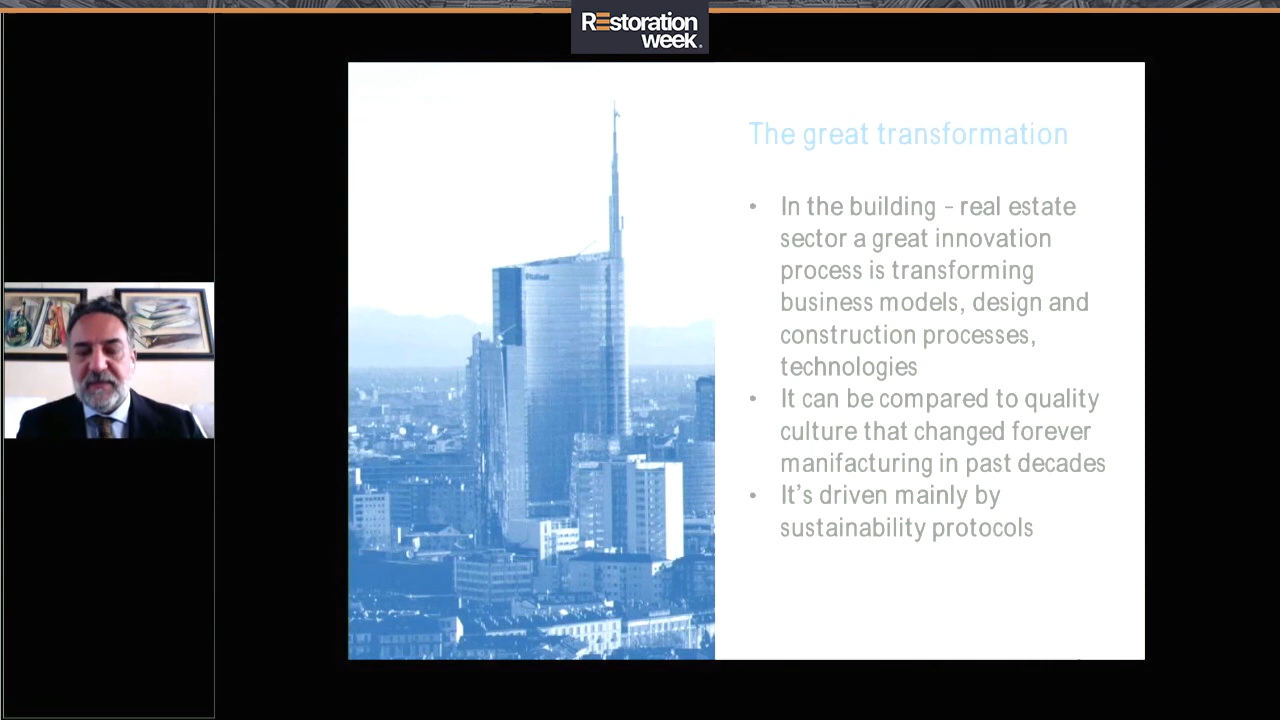 REstoration
week.
The great transformation
• In the building - real estate
sector a great innovation
process is transforming
business models, design and
construction processes,
technologies
• It can be compared to quality
culture that changed forever
manifacturing in past decades
• It's driven mainly by
sustainability protocols